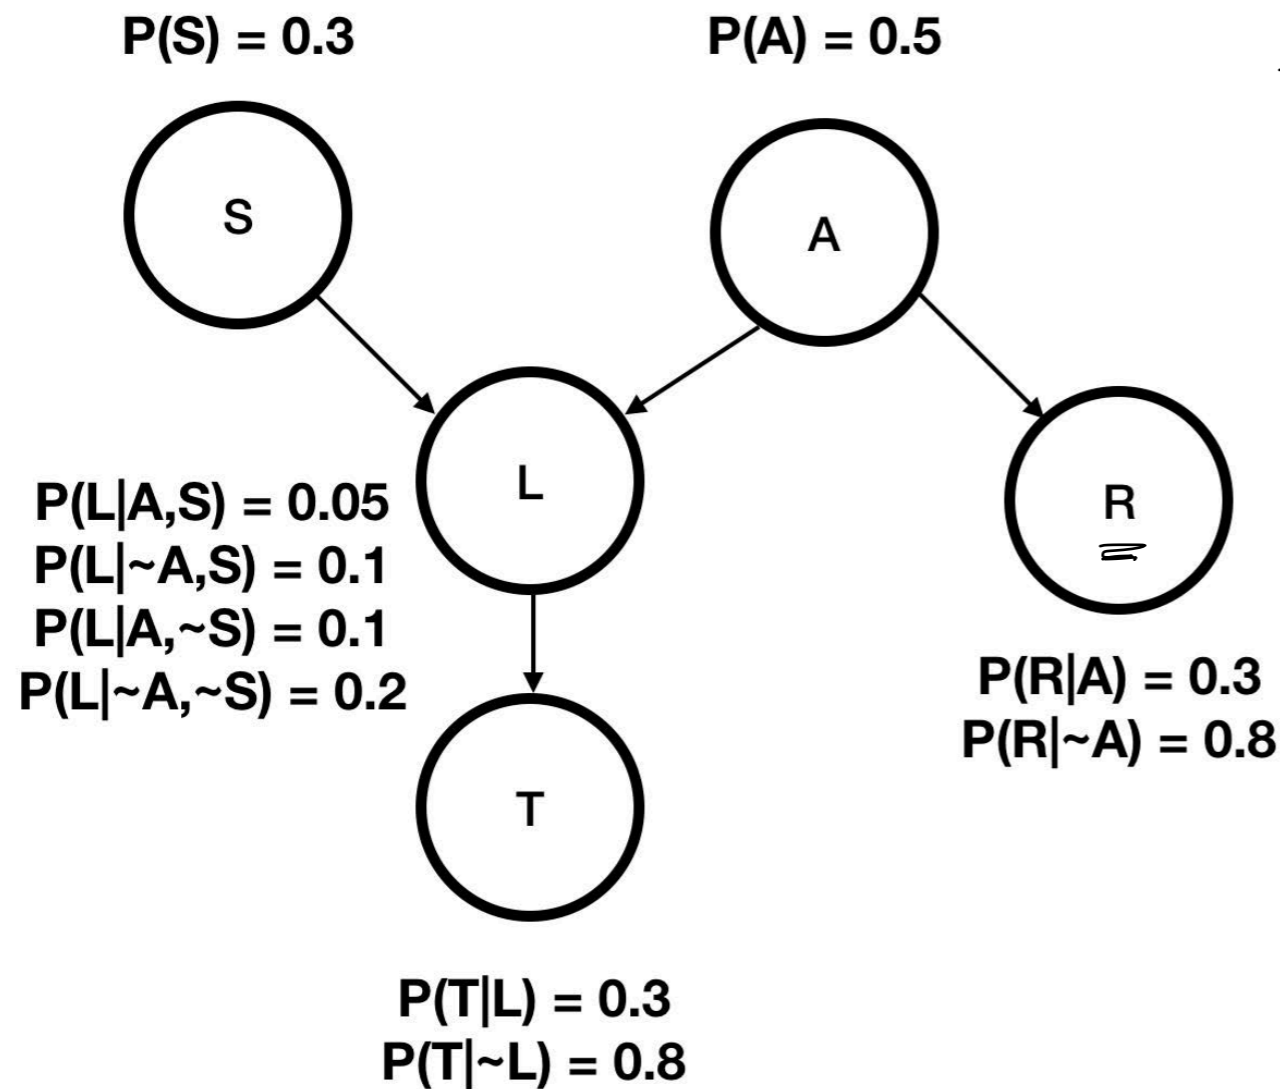 P(S) = 0.3
P(A) = 0.5
S
A
L
R
P(L|A,S) = 0.05
P(L|~A,S) = 0.1
P(L|A,~S) = 0.1
P(L|~A,~S) = 0.2
P(R|A) = 0.3
P(R|~A) = 0.8
T
P(T|L) = 0.3
P(T|~L) = 0.8